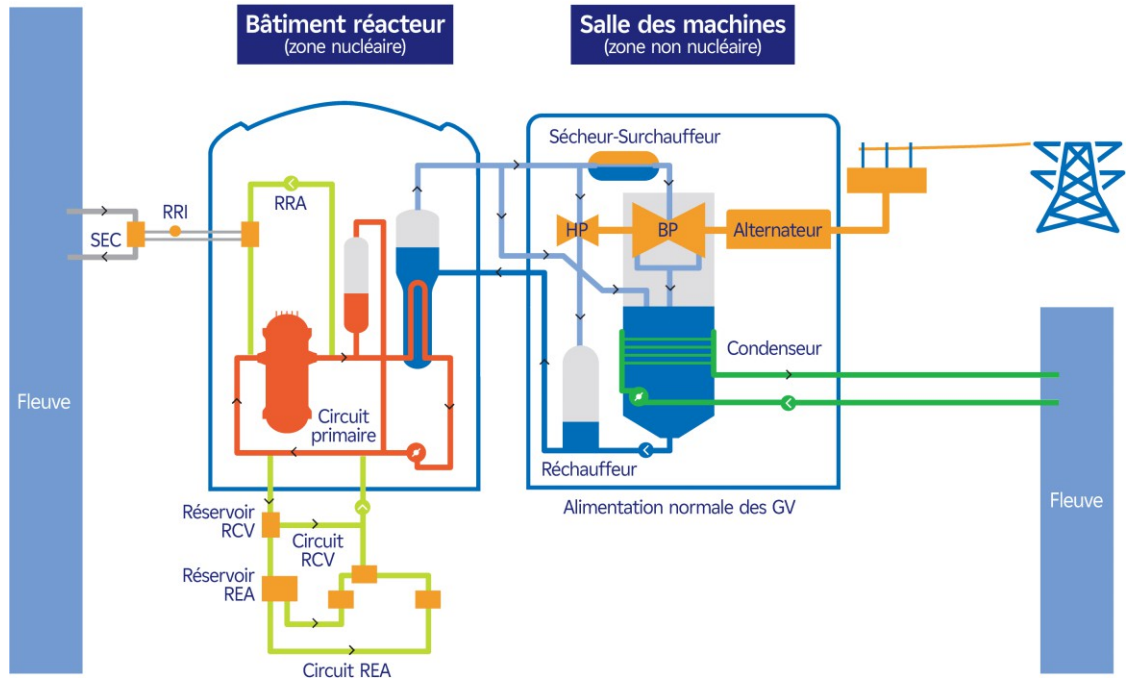 Bâtiment réacteur
(zone nucléaire)
Salle des machines
(zone non nucléaire)
Sécheur-Surchauffeur
RRA
RRI
SEC
HP
BP
Alternateur
Condenseur
Fleuve
Circuit
primaire
Réchauffeur
Fleuve
Alimentation normale des GV
Réservoir
RCV
Circuit
RCV
Réservoir
REA
Circuit REA